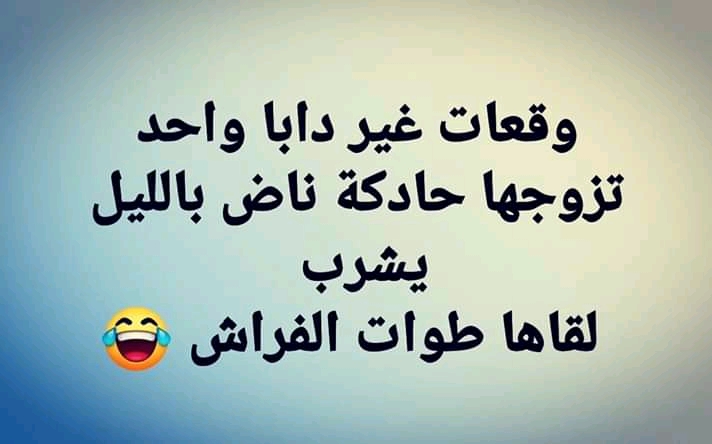 وقعات غير دابا واحد
تزوجها حادكة ناض بالليل
يشرب
لقاها طوات الفراش 😂